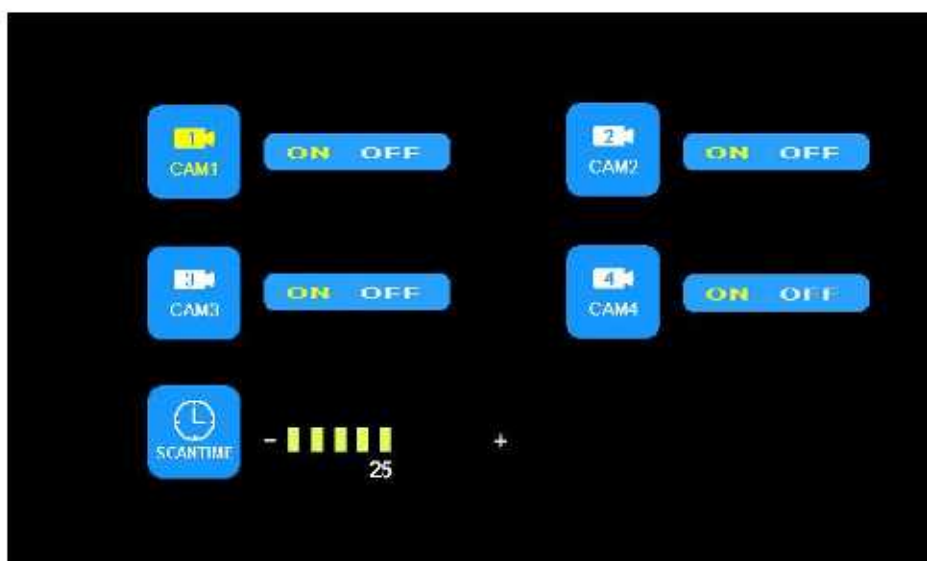 1
CAM1
ON OFF
2
CAM2
ON OFF
3
CAM3
ON OFF
4
CAM4
ON OFF
SCANTIME
- +
25